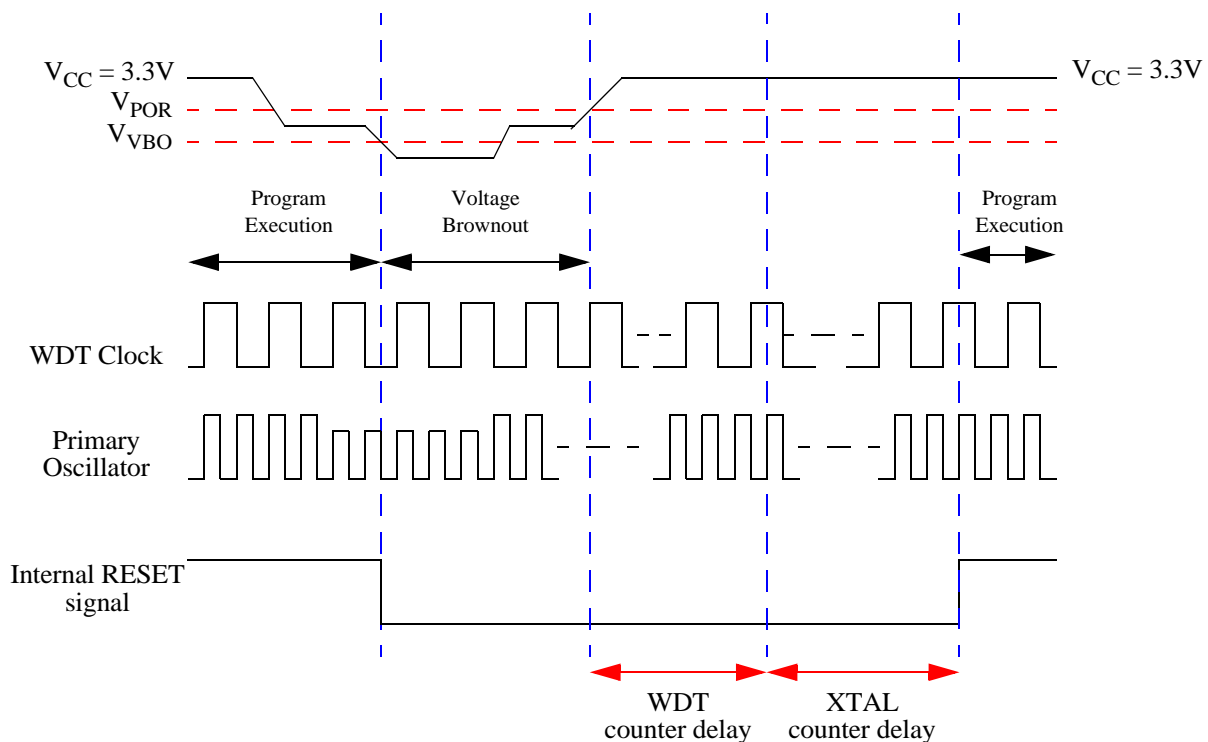 VCC = 3.3V
VCC = 3.3V
VPOR
VVBO
Program
Execution
Voltage
Brownout
Program
Execution
WDT Clock
Primary
Oscillator
Internal RESET
signal
WDT
counter delay
XTAL
counter delay